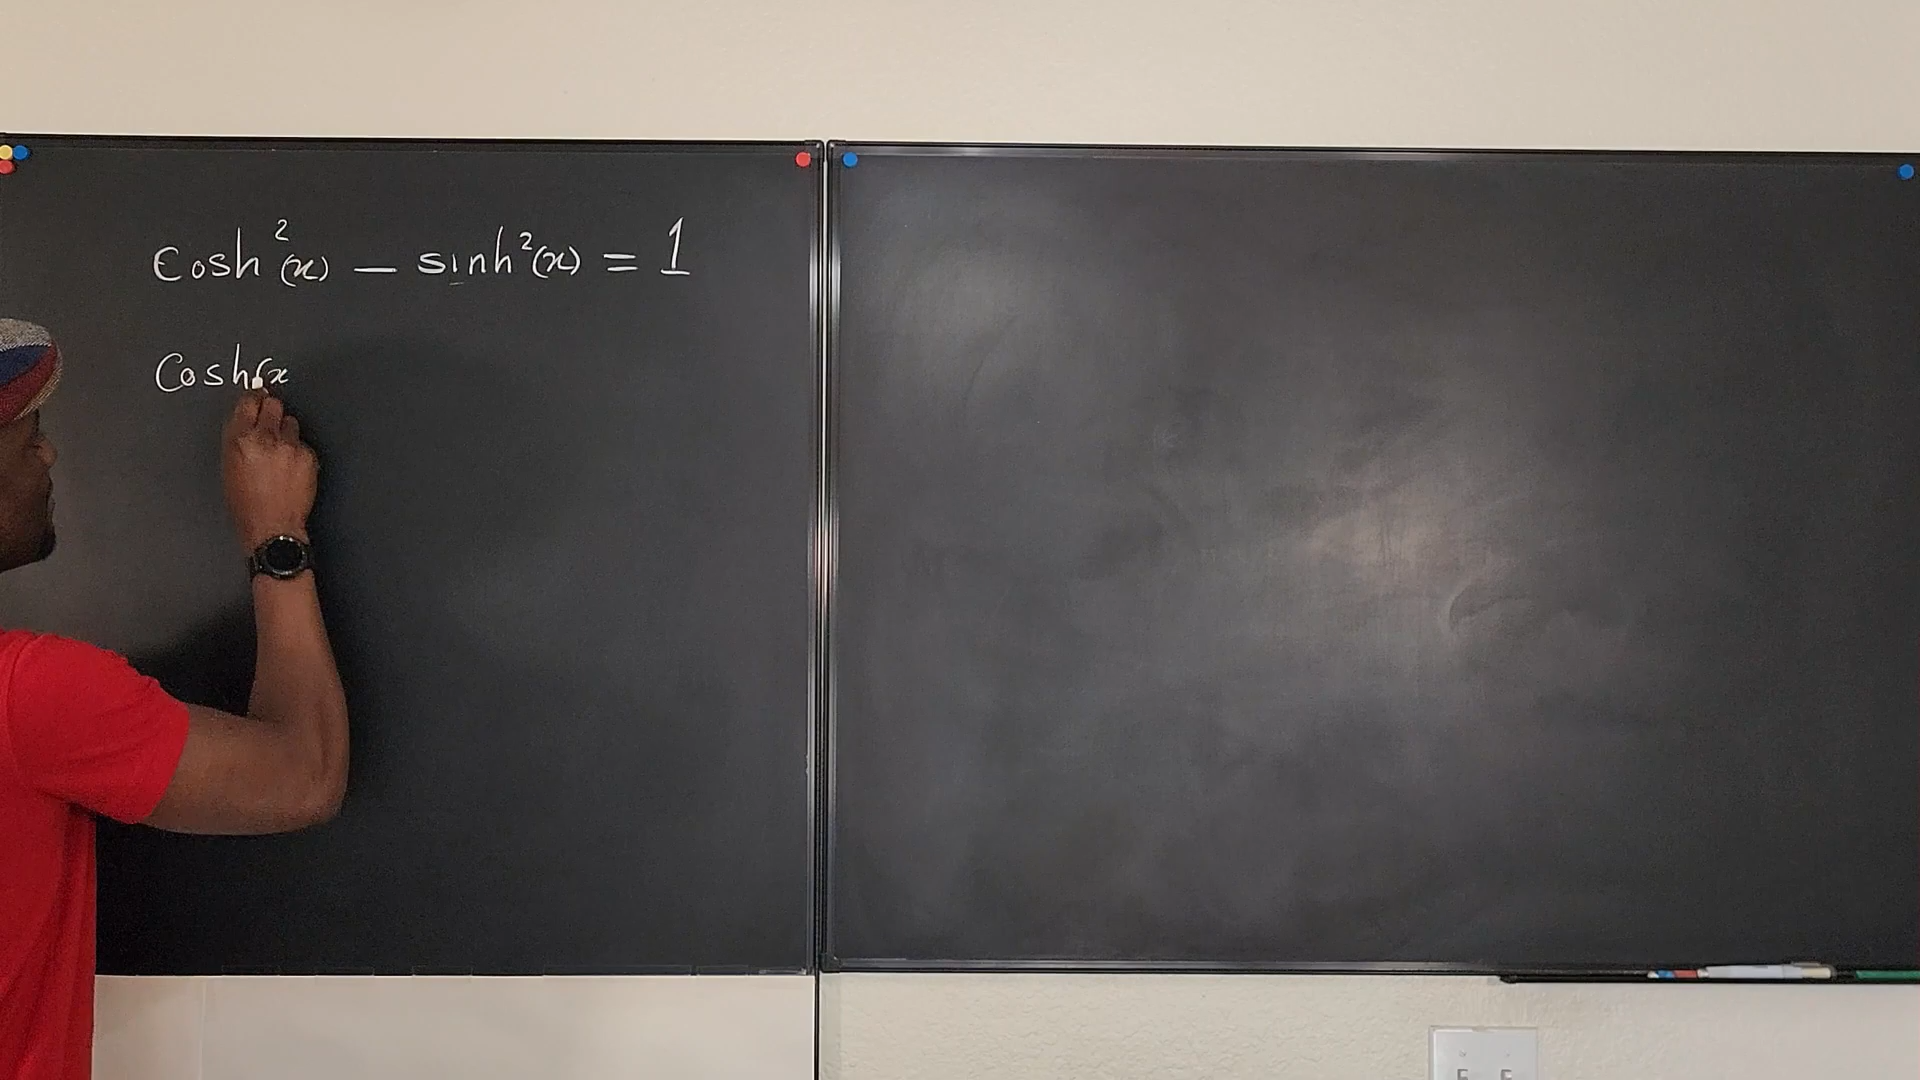 cosh²(x) — sinh²(x) = 1
Cosh(x